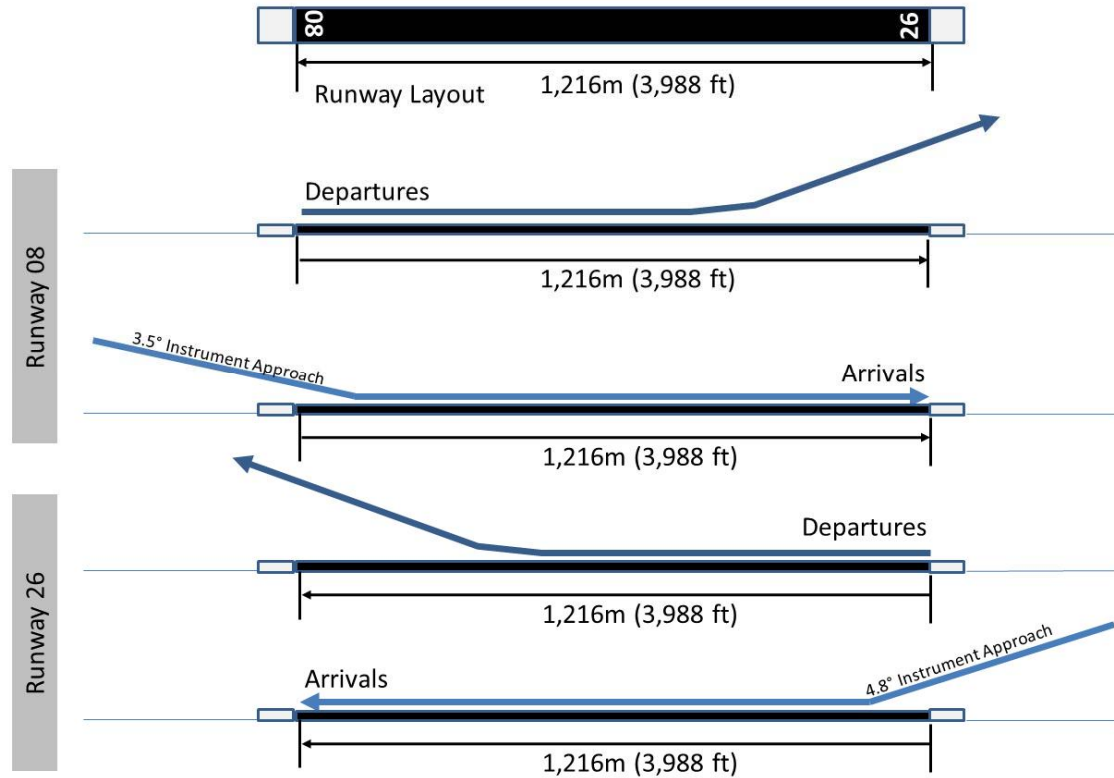 08
26
1,216m (3,988 ft)
Runway Layout
Runway 08
Departures
1,216m (3,988 ft)
3.5° Instrument Approach
Arrivals
1,216m (3,988 ft)
Runway 26
Departures
1,216m (3,988 ft)
4.8° Instrument Approach
Arrivals
1,216m (3,988 ft)